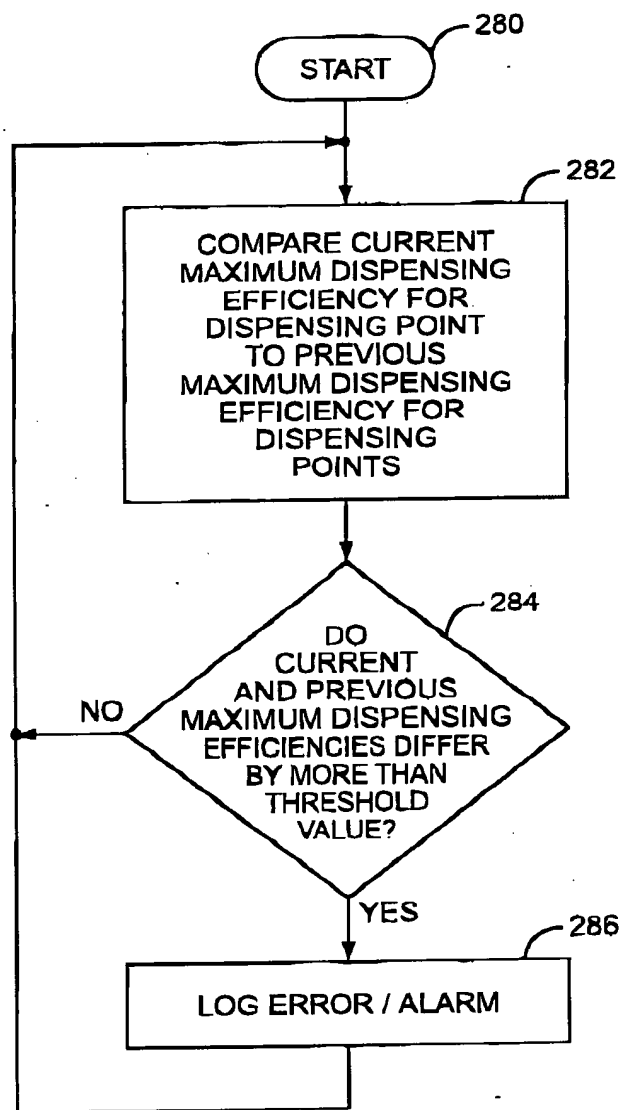 280
START
282
COMPARE CURRENT
MAXIMUM DISPENSING
EFFICIENCY FOR
DISPENSING POINT
TO PREVIOUS
MAXIMUM DISPENSING
EFFICIENCY FOR
DISPENSING
POINTS
284
DO
CURRENT
AND PREVIOUS
MAXIMUM DISPENSING
EFFICIENCIES DIFFER
BY MORE THAN
THRESHOLD
VALUE?
NO
YES
286
LOG ERROR / ALARM